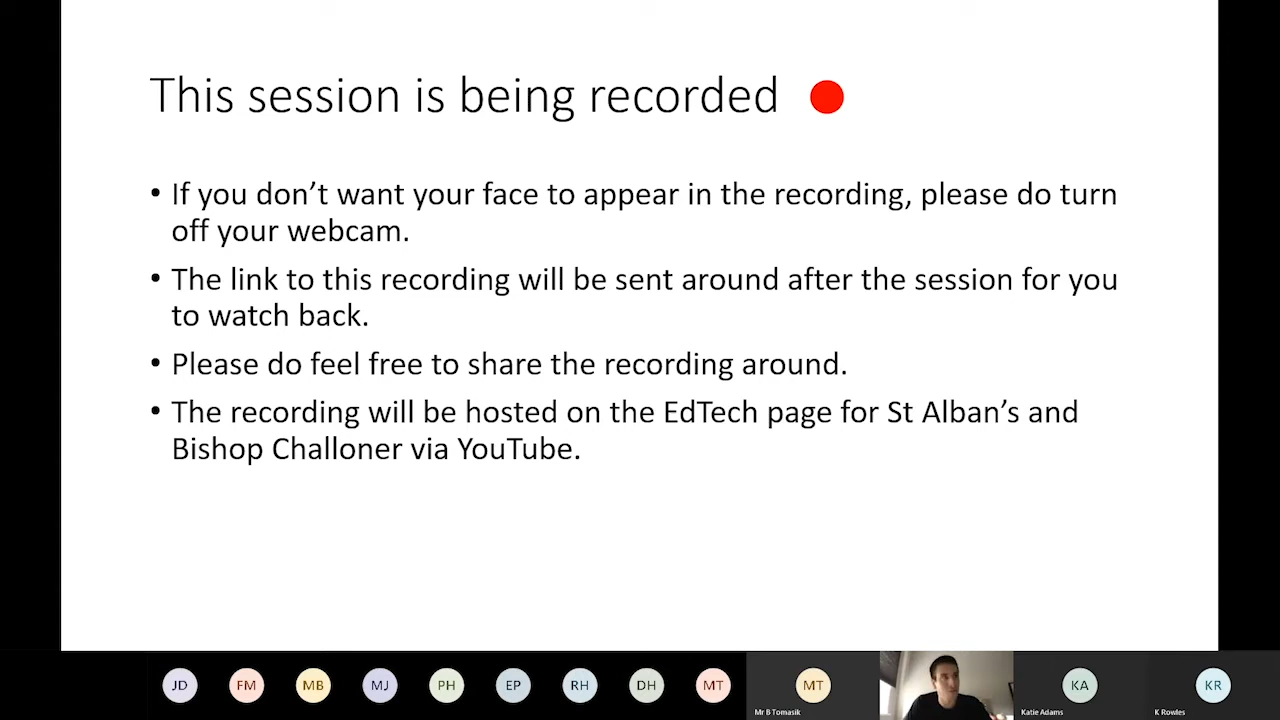 This session is being recorded
• If you don’t want your face to appear in the recording, please do turn
off your webcam.
• The link to this recording will be sent around after the session for you
to watch back.
• Please do feel free to share the recording around.
• The recording will be hosted on the EdTech page for St Alban’s and
Bishop Challoner via YouTube.
JD FM MB MJ PH EP RH DH MT MT KA KR
Mr B Tomasik Katie Adams K Rowles